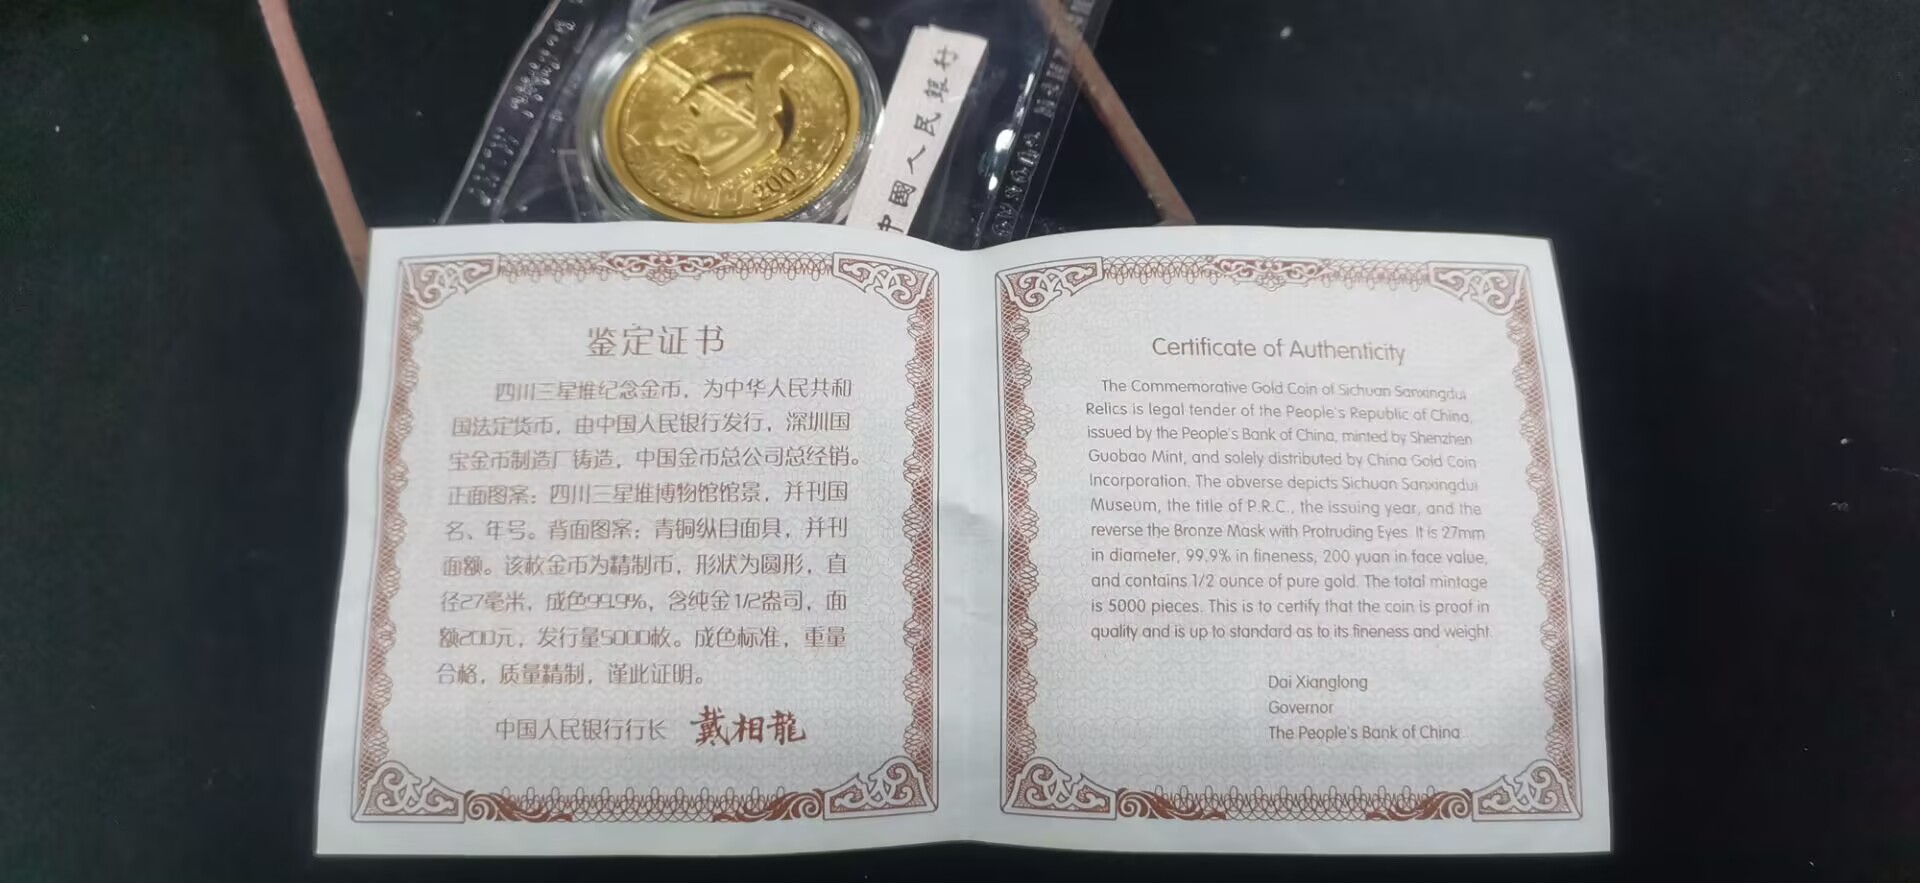 200
中國人民銀行
鉴定证书
四川三星堆纪念金币，为中华人民共和
国法定货币，由中国人民银行发行，深圳国
宝金币制造厂铸造，中国金币总公司总经销。
正面图案：四川三星堆博物馆馆景，并刊国
名、年号。背面图案：青铜纵目面具，并刊
面额。该枚金币为精制币，形状为圆形，直
径27毫米，成色99.9%，含纯金1/2盎司，面
额200元，发行量5000枚。成色标准，重量
合格，质量精制，谨此证明。
中国人民银行行长 戴相龍
Certificate of Authenticity
The Commemorative Gold Coin of Sichuan Sanxingdui
Relics is legal tender of the People's Republic of China,
issued by the People's Bank of China, minted by Shenzhen
Guobao Mint, and solely distributed by China Gold Coin
Incorporation. The obverse depicts Sichuan Sanxingdui
Museum, the title of P.R.C., the issuing year, and the
reverse the Bronze Mask with Protruding Eyes. It is 27mm
in diameter, 99.9% in fineness, 200 yuan in face value,
and contains 1/2 ounce of pure gold. The total mintage
is 5000 pieces. This is to certify that the coin is proof in
quality and is up to standard as to its fineness and weight.
Dai Xianglong
Governor
The People's Bank of China